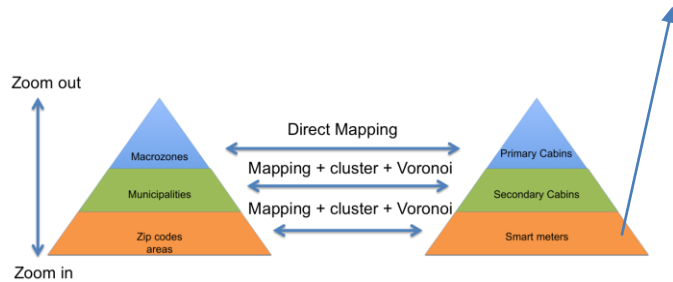 Zoom out
Direct Mapping
Macrozones
Primary Cabins
Mapping + cluster + Voronoi
Municipalities
Secondary Cabins
Mapping + cluster + Voronoi
Zip codes
areas
Smart meters
Zoom in